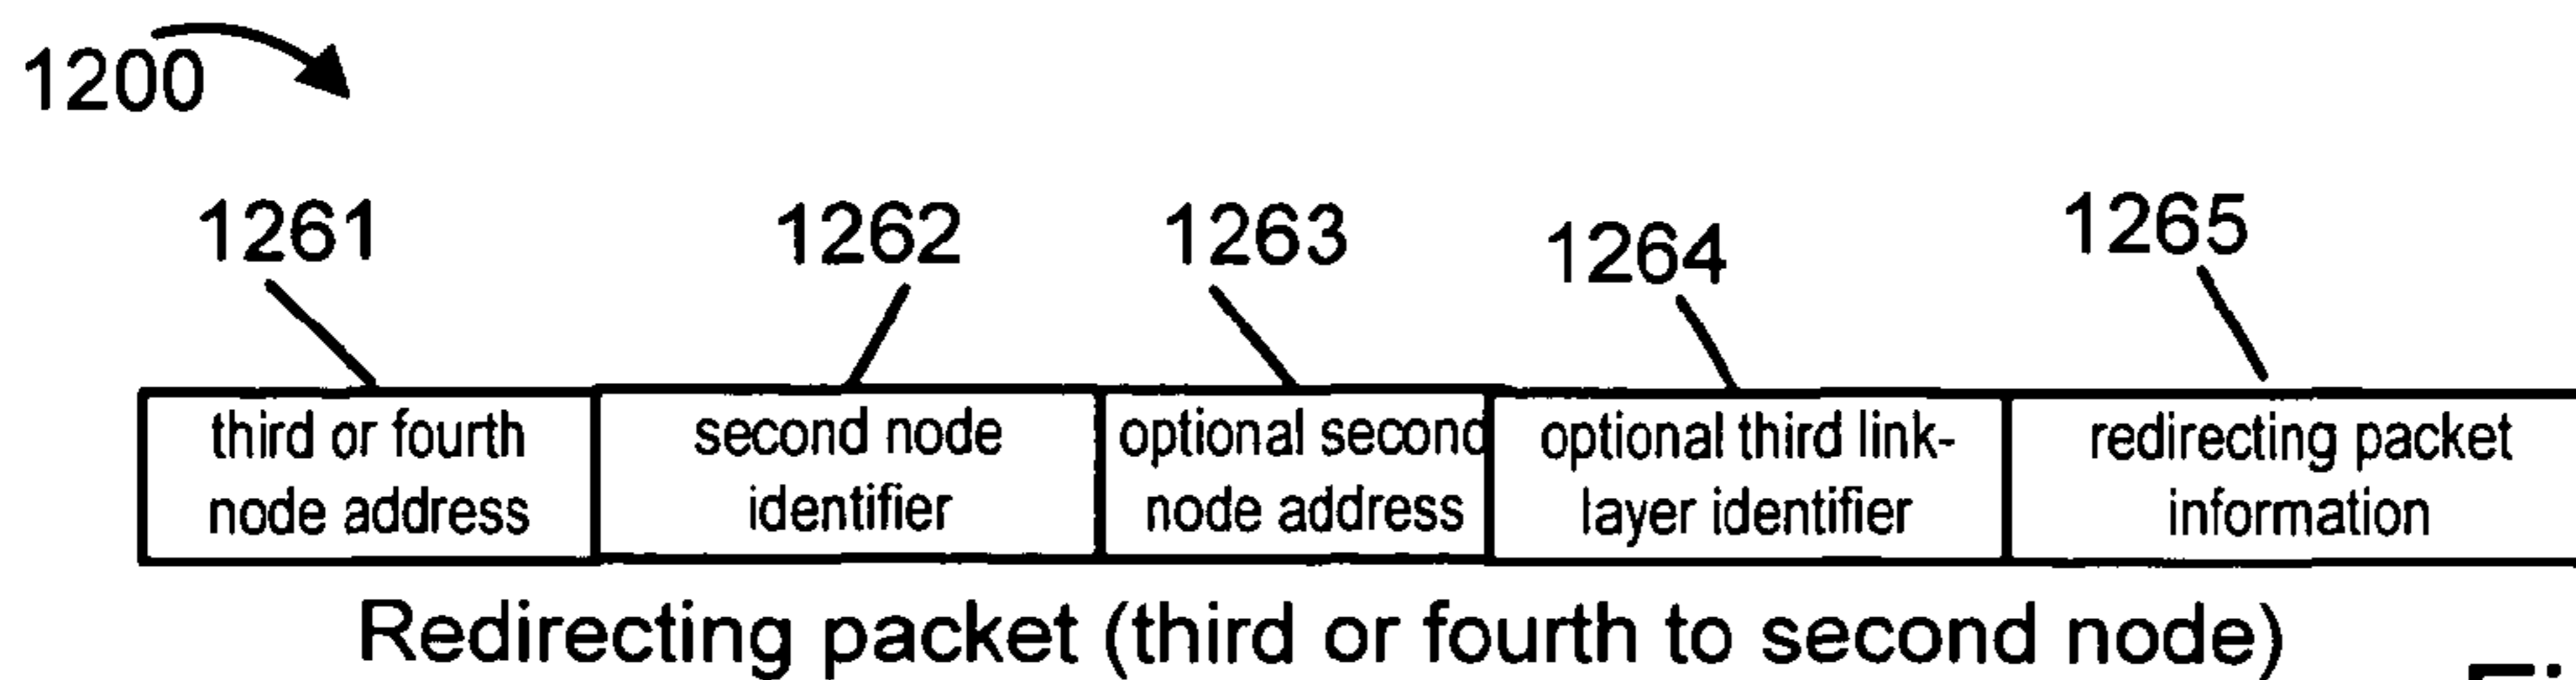 1200
1261 1262 1263 1264 1265
third or fourth node address
second node identifier
optional second node address
optional third link-
layer identifier
redirecting packet information
Redirecting packet (third or fourth to second node)